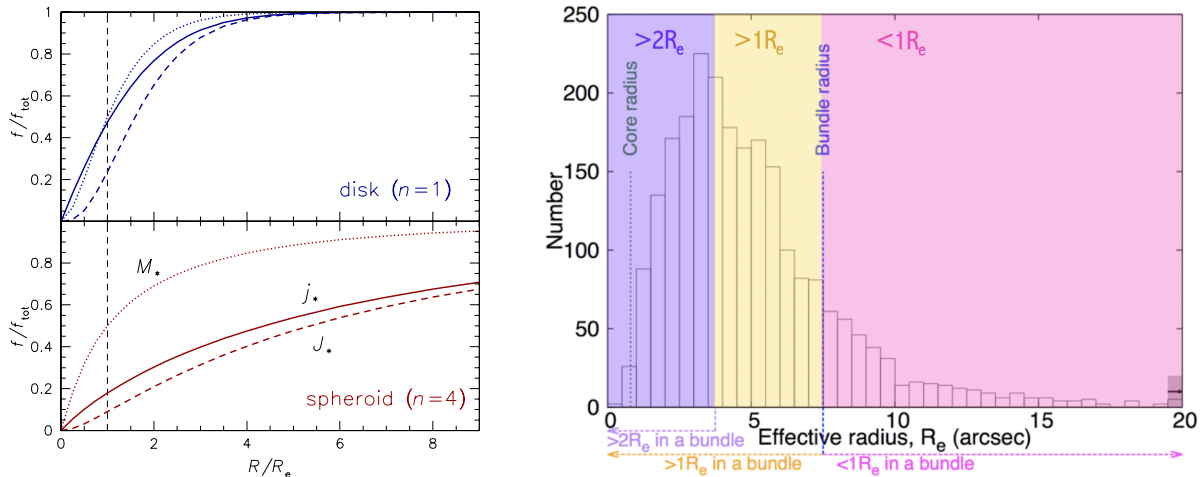 1
0.8
0.6
0.4
0.2
f/f_tot
disk (n=1)
0.8
0.6
0.4
0.2
0
f/f_tot
M_*
j_*
J_*
spheroid (n=4)
0 2 4 6 8
R/R_e
250
200
150
100
50
0
Number
>2R_e >1R_e <1R_e
Core radius
Bundle radius
0 5 10 15 20
Effective radius, R_e (arcsec)
>2R_e in a bundle
>1R_e in a bundle <1R_e in a bundle